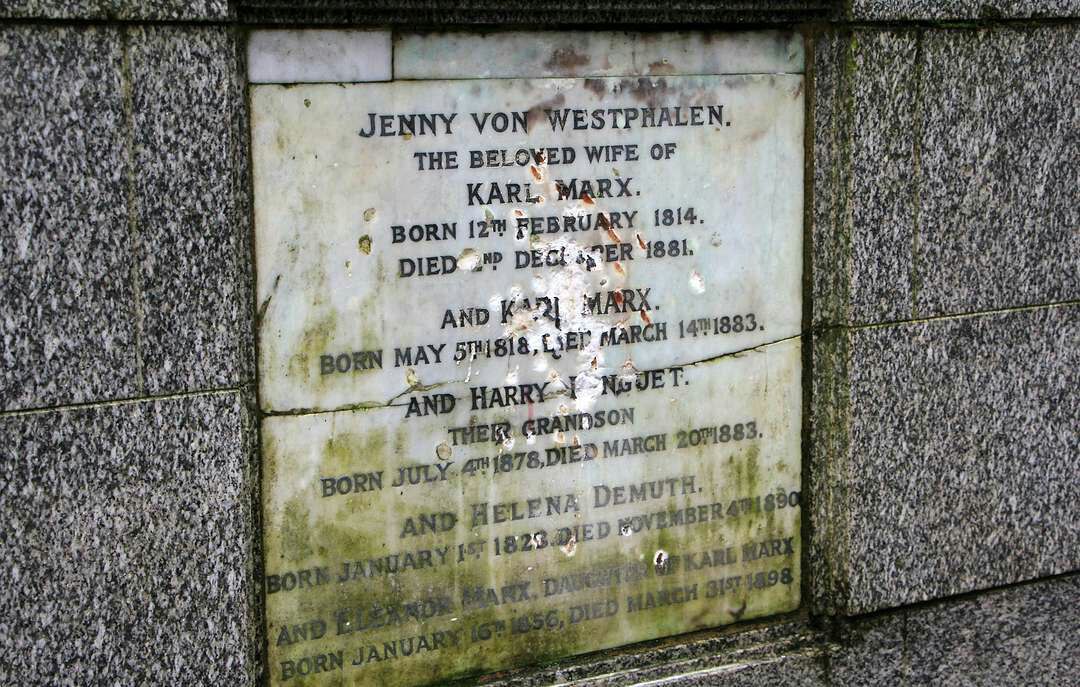 JENNY VON WESTPHALEN.
THE BELOVED WIFE OF
KARL MARX.
BORN 12TH FEBRUARY 1814.
DIED 2ND DECEMBER 1881.
AND KARL MARX.
BORN MAY 5TH 1818, DIED MARCH 14TH 1883.
AND HARRY LONGUET.
THEIR GRANDSON
BORN JULY 4TH 1878, DIED MARCH 20TH 1883.
AND HELENA DEMUTH.
BORN JANUARY 1ST 1823. DIED NOVEMBER 4TH 1890
AND ELEANOR MARX. DAUGHTER OF KARL MARX
BORN JANUARY 16TH 1856, DIED MARCH 31ST 1898